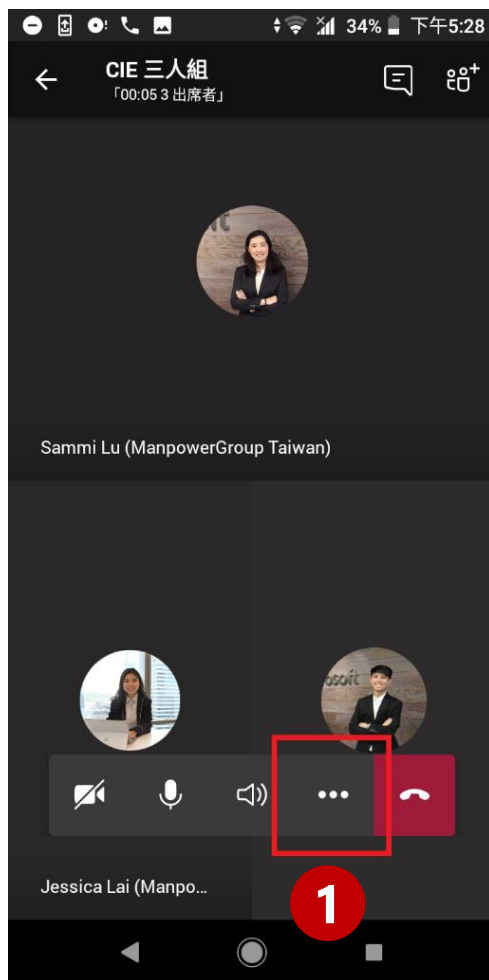 34% 下午5:28
CIE 三人組
「00:05 3 出席者」
Sammi Lu (ManpowerGroup Taiwan)
osoft
Jessica Lai (Manpo...
1